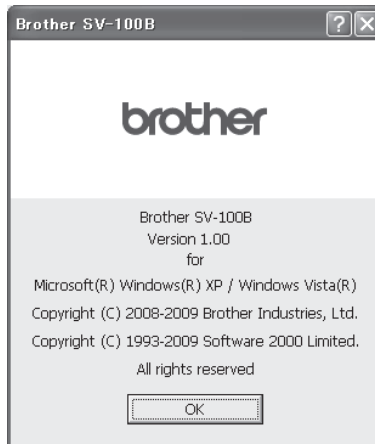 Brother SV-100B
brother
Brother SV-100B
Version 1.00
for
Microsoft(R) Windows(R) XP / Windows Vista(R)
Copyright (C) 2008-2009 Brother Industries, Ltd.
Copyright (C) 1993-2009 Software 2000 Limited.
All rights reserved
OK